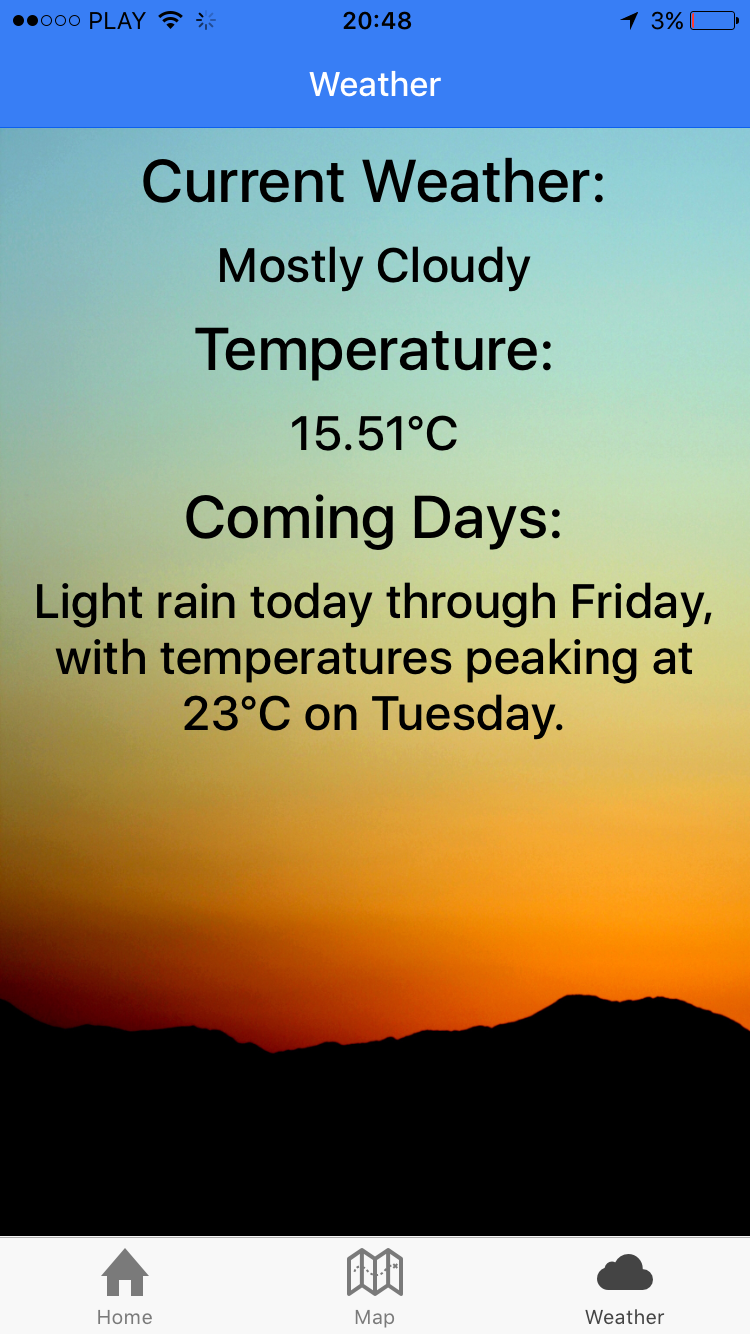 PLAY 20:48 3%
Weather
Current Weather:
Mostly Cloudy
Temperature:
15.51°C
Coming Days:
Light rain today through Friday,
with temperatures peaking at
23°C on Tuesday.
Home Map Weather